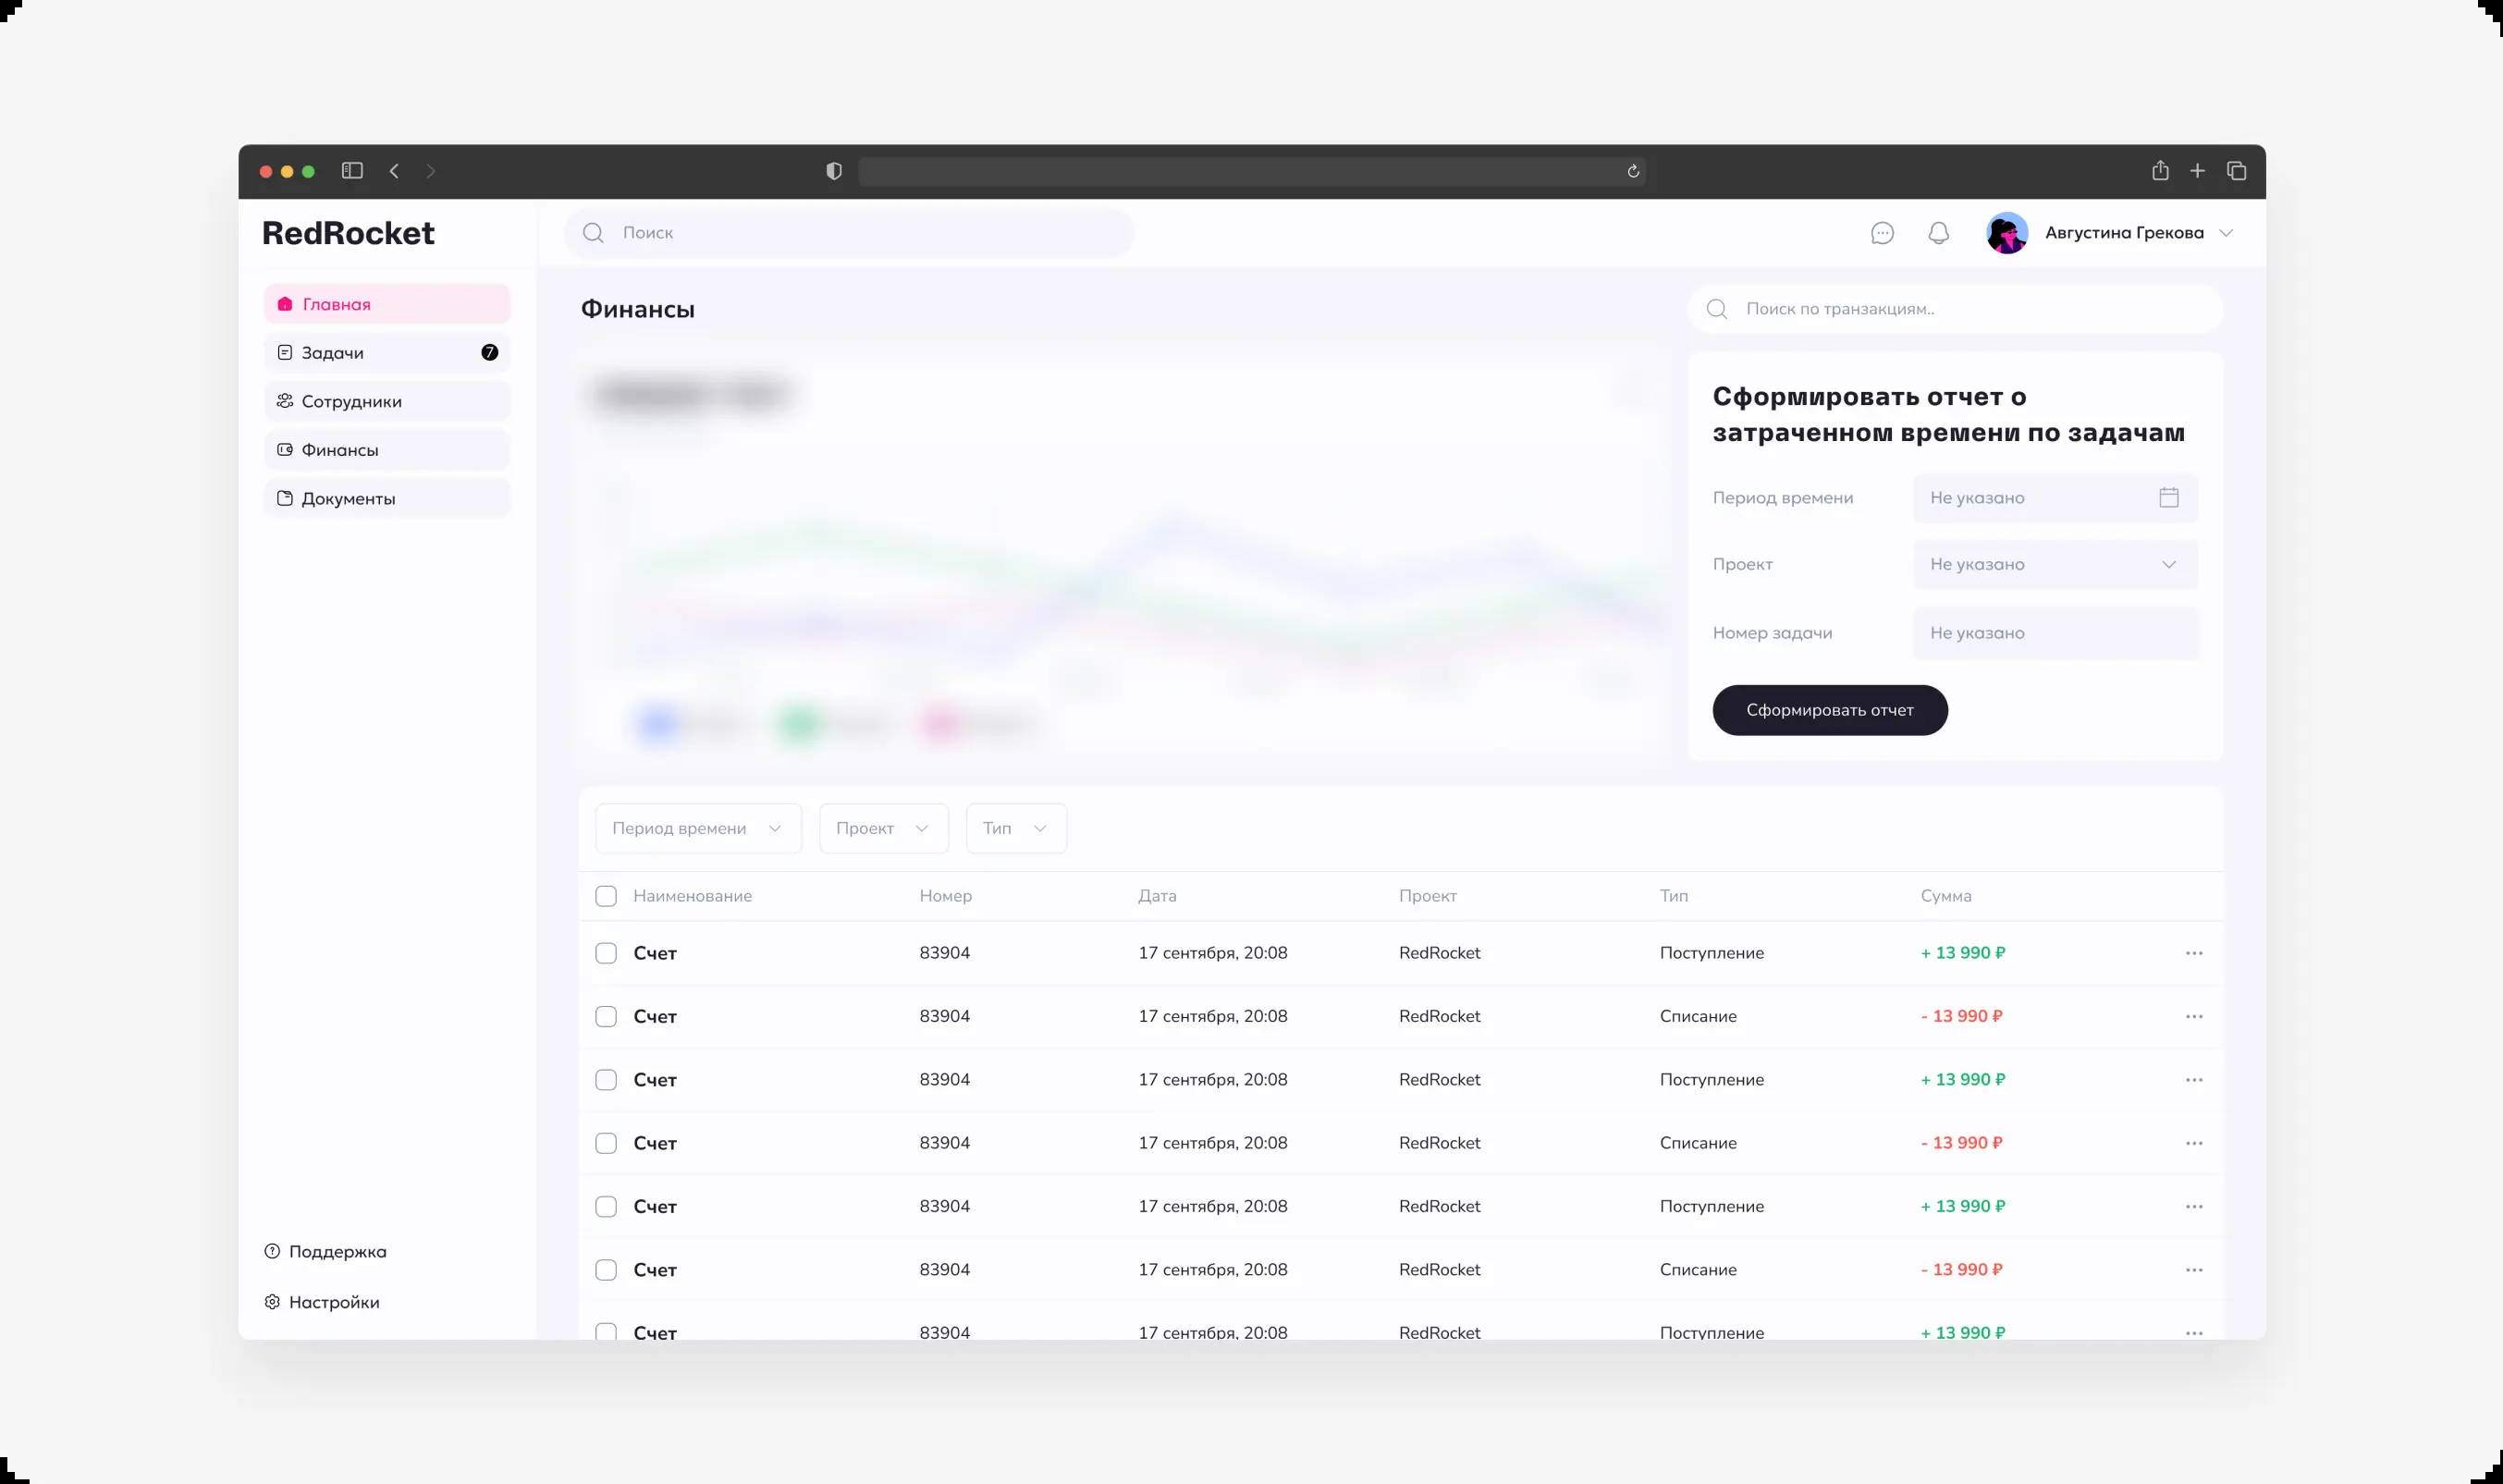 RedRocket
Поиск
Августина Грекова
Главная
Задачи
7
Сотрудники
Финансы
Документы
Поддержка
Настройки
Финансы
Поиск по транзакциям..
Сформировать отчет о
затраченном времени по задачам
Период времени Не указано
Проект Не указано
Номер задачи Не указано
Сформировать отчет
Период времени Проект Тип
Наименование Номер Дата Проект Тип Сумма
Счет 83904 17 сентября, 20:08 RedRocket Поступление + 13 990 ₽
Счет 83904 17 сентября, 20:08 RedRocket Списание - 13 990 ₽
Счет 83904 17 сентября, 20:08 RedRocket Поступление + 13 990 ₽
Счет 83904 17 сентября, 20:08 RedRocket Списание - 13 990 ₽
Счет 83904 17 сентября, 20:08 RedRocket Поступление + 13 990 ₽
Счет 83904 17 сентября, 20:08 RedRocket Списание - 13 990 ₽
Счет 83904 17 сентября, 20:08 RedRocket Поступление + 13 990 ₽